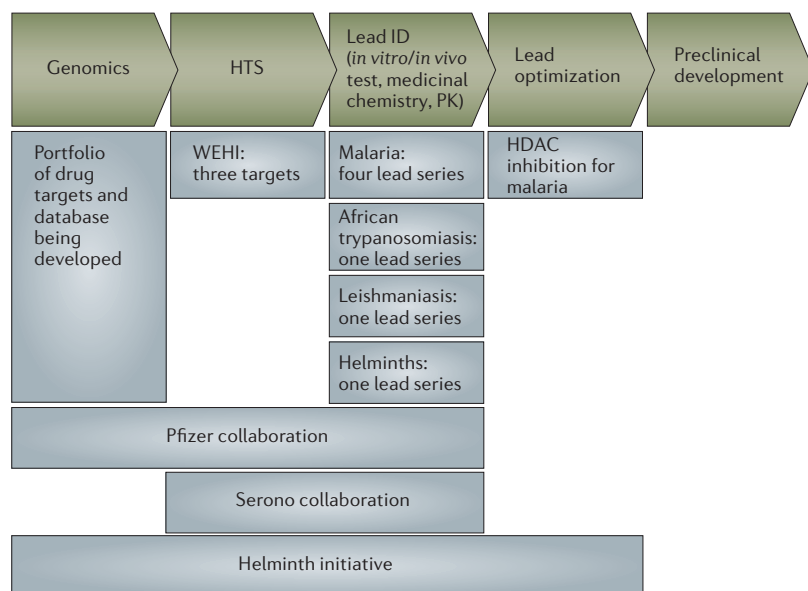 Genomics
HTS
Lead ID
(in vitro/in vivo
test, medicinal
chemistry, PK)
Lead
optimization
Preclinical
development
Portfolio
of drug
targets and
database
being
developed
WEHI:
three targets
Malaria:
four lead series
African
trypanosomiasis:
one lead series
Leishmaniasis:
one lead series
Helminths:
one lead series
HDAC
inhibition for
malaria
Pfizer collaboration
Serono collaboration
Helminth initiative